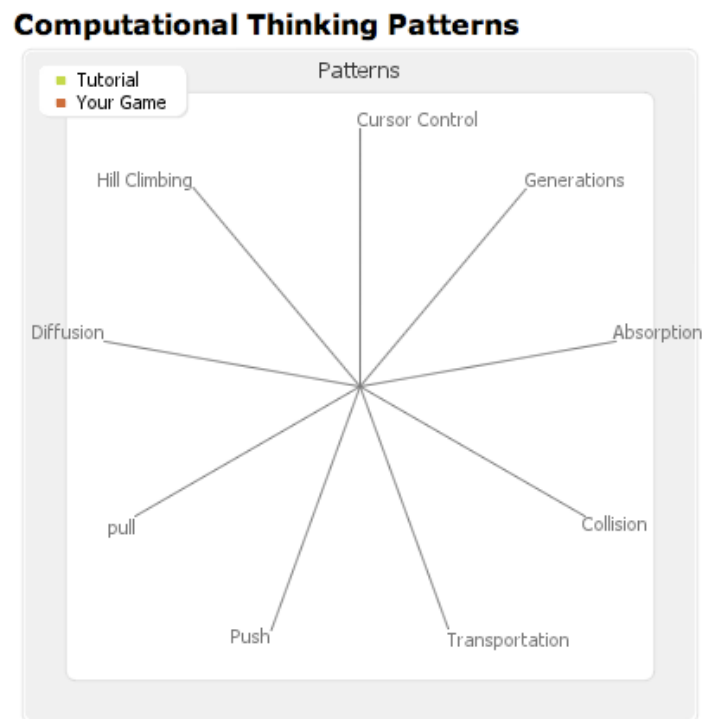 Computational Thinking Patterns
Patterns
Tutorial
Your Game
Cursor Control
Hill Climbing
Generations
Diffusion
Absorption
pull
Collision
Push
Transportation